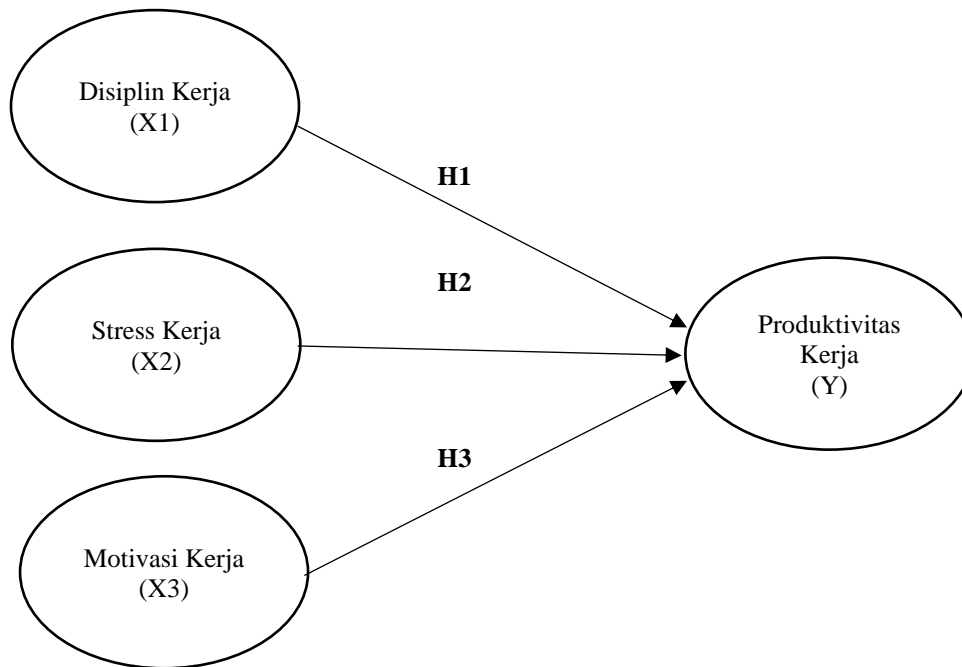 Disiplin Kerja
(X1)
H1
H2
Stress Kerja
(X2)
Produktivitas
Kerja
(Y)
H3
Motivasi Kerja
(X3)